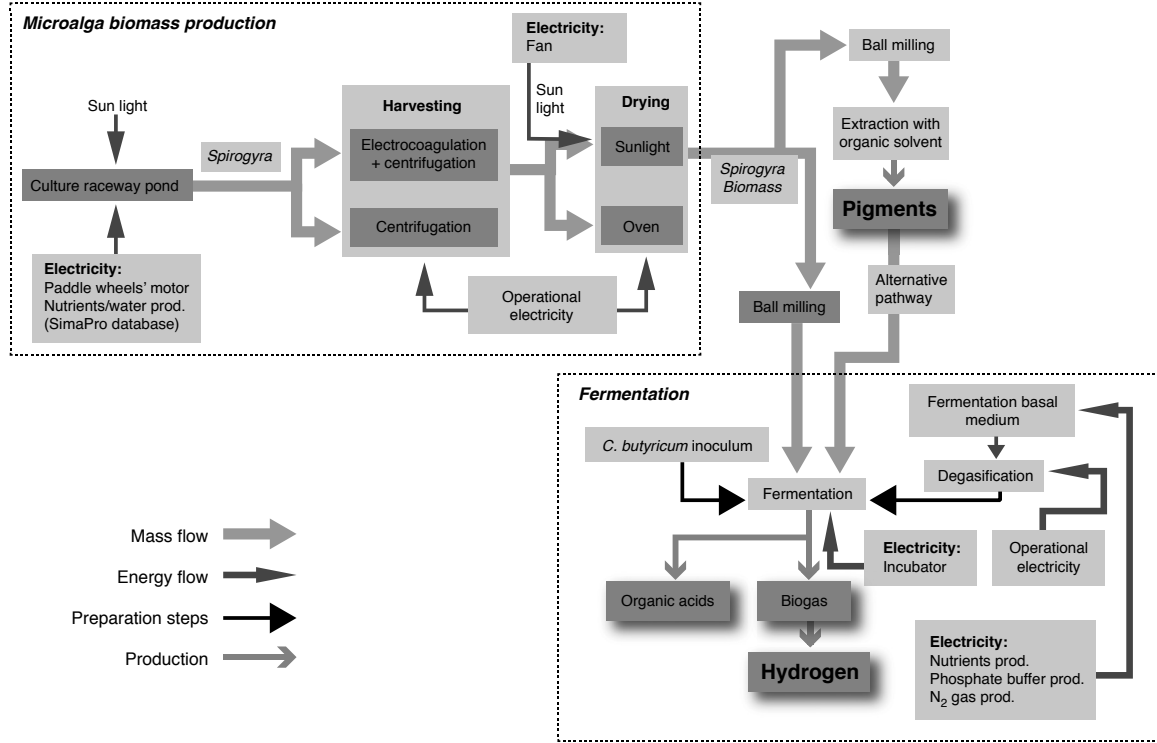 Microalga biomass production
Electricity:
Fan
Sun light
Sun
light
Harvesting
Drying
Spirogyra
Electrocoagulation
+ centrifugation
Sunlight
Culture raceway pond
Centrifugation
Oven
Electricity:
Paddle wheels’ motor
Nutrients/water prod.
(SimaPro database)
Operational
electricity
Spirogyra
Biomass
Ball milling
Extraction with
organic solvent
Pigments
Alternative
pathway
Ball milling
Fermentation
Fermentation basal
medium
C. butyricum inoculum
Degasification
Fermentation
Electricity:
Incubator
Operational
electricity
Organic acids
Biogas
Hydrogen
Electricity:
Nutrients prod.
Phosphate buffer prod.
N2 gas prod.
Mass flow
Energy flow
Preparation steps
Production